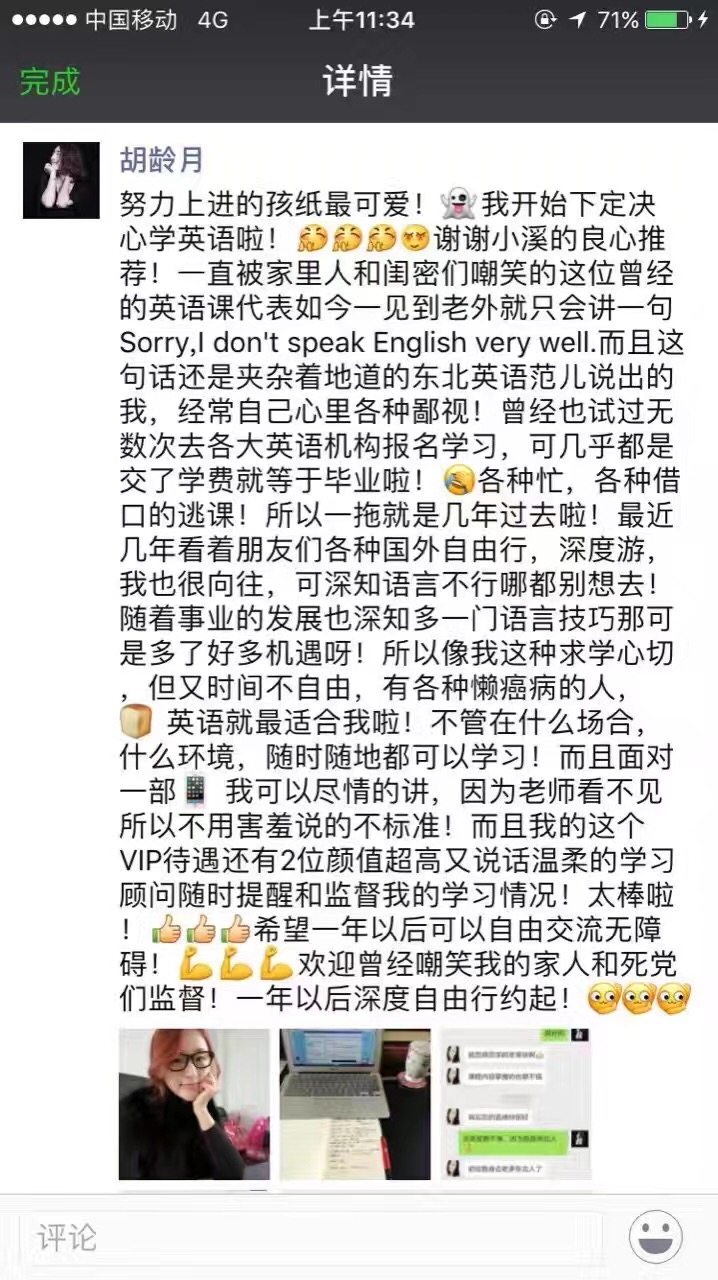 中国移动 4G 上午11:34 71%
完成 详情
胡龄月
努力上进的孩纸最可爱！👻我开始下定决
心学英语啦！🤭🤭🤭😏谢谢小溪的良心推
荐！一直被家里人和闺密们嘲笑的这位曾经
的英语课代表如今一见到老外就只会讲一句
Sorry,I don't speak English very well.而且这
句话还是夹杂着地道的东北英语范儿说出的
我，经常自己心里各种鄙视！曾经也试过无
数次去各大英语机构报名学习，可几乎都是
交了学费就等于毕业啦！🤦各种忙，各种借
口的逃课！所以一拖就是几年过去啦！最近
几年看着朋友们各种国外自由行，深度游，
我也很向往，可深知语言不行哪都别想去！
随着事业的发展也深知多一门语言技巧那可
是多了好多机遇呀！所以像我这种求学心切
，但又时间不自由，有各种懒癌病的人，
🍞 英语就最适合我啦！不管在什么场合，
什么环境，随时随地都可以学习！而且面对
一部📱 我可以尽情的讲，因为老师看不见
所以不用害羞说的不标准！而且我的这个
VIP待遇还有2位颜值超高又说话温柔的学习
顾问随时提醒和监督我的学习情况！太棒啦
！👍👍👍希望一年以后可以自由交流无障
碍！💪💪💪欢迎曾经嘲笑我的家人和死党
们监督！一年以后深度自由行约起！🤗🤗🤗
评论